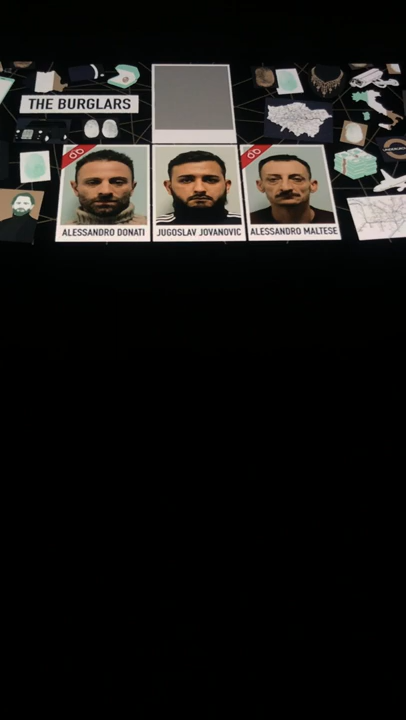 THE BURGLARS
ALESSANDRO DONATI
JUGOSLAV JOVANOVIC
ALESSANDRO MALTESE